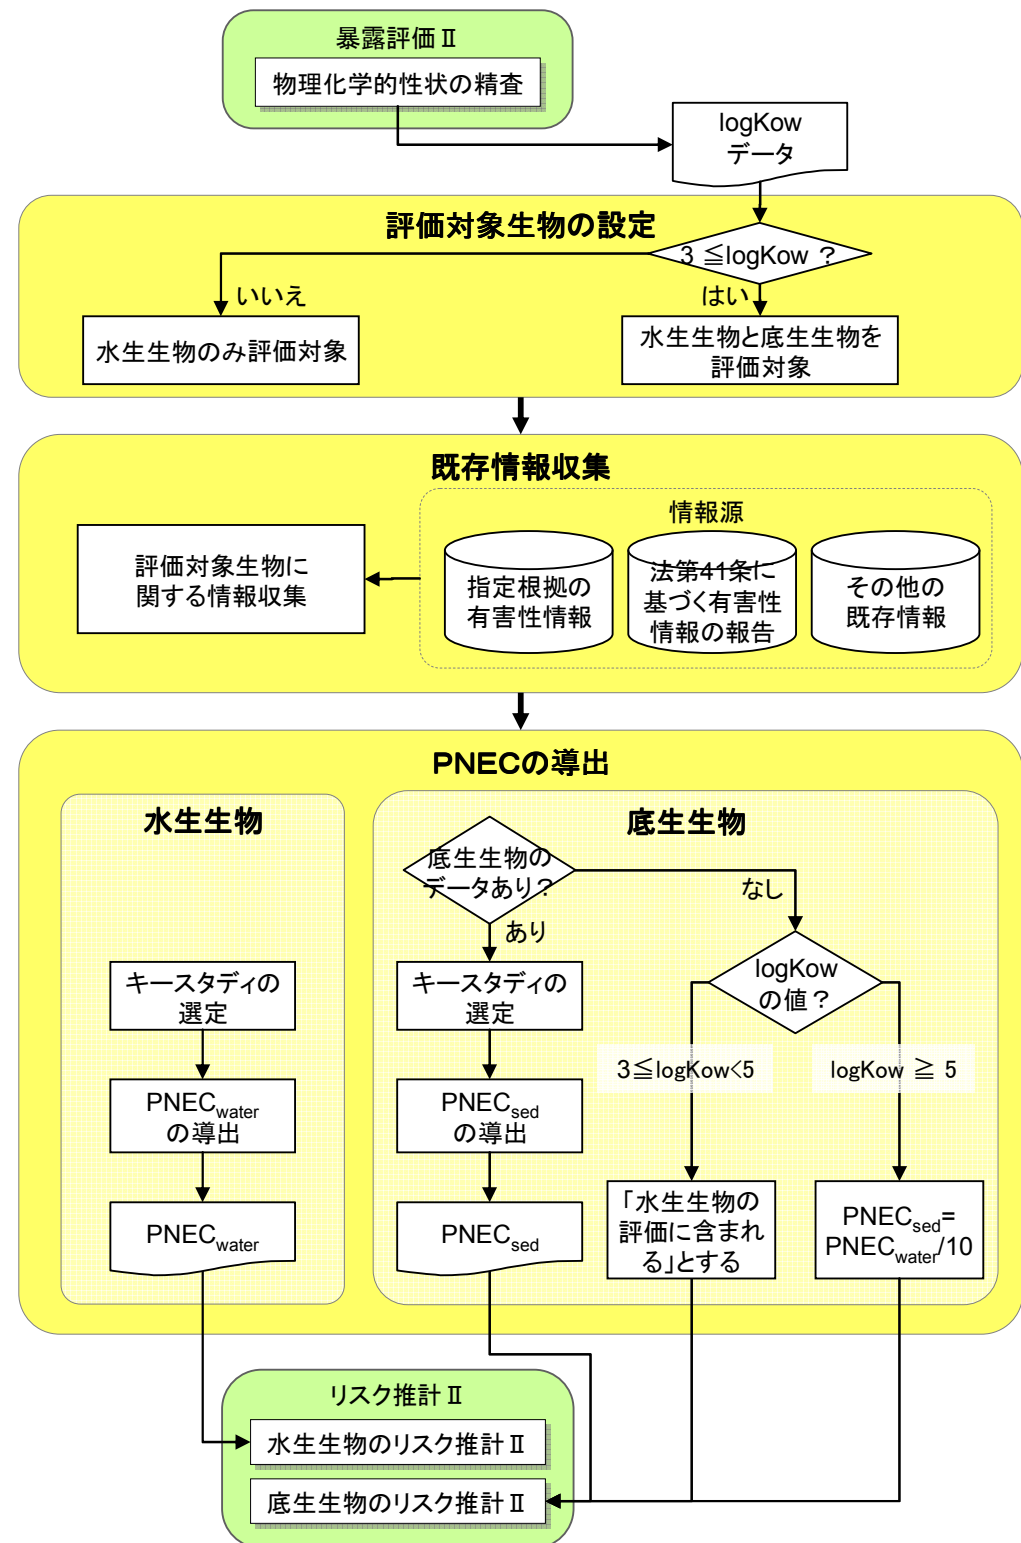 暴露評価Ⅱ
物理化学的性状の精査
logKow
データ
評価対象生物の設定
3 ≦logKow ？
いいえ
はい
水生生物のみ評価対象
水生生物と底生生物を
評価対象
既存情報収集
情報源
評価対象生物に
関する情報収集
指定根拠の
有害性情報
法第41条に
基づく有害性
情報の報告
その他の
既存情報
PNECの導出
水生生物
底生生物
底生生物の
データあり？
なし
あり
キースタディの
選定
キースタディの
選定
logKow
の値？
3≦logKow<5
logKow ≧ 5
PNECwater
の導出
PNECsed
の導出
PNECwater
PNECsed
「水生生物の
評価に含まれ
る」とする
PNECsed=
PNECwater/10
リスク推計Ⅱ
水生生物のリスク推計Ⅱ
底生生物のリスク推計Ⅱ